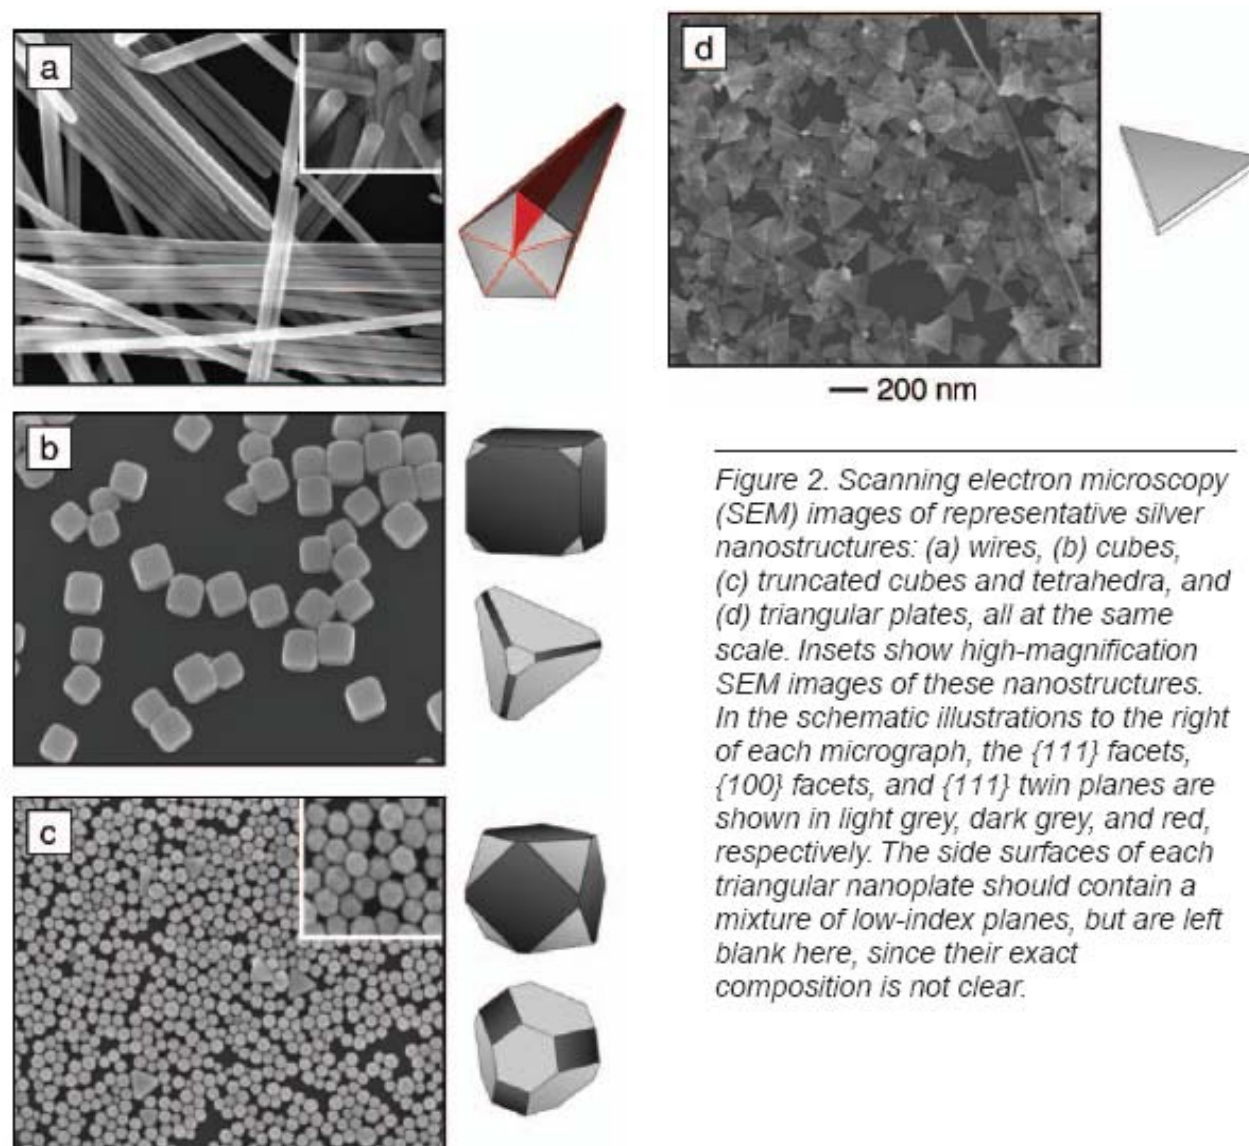 a
d
200 nm
b
c
Figure 2. Scanning electron microscopy
(SEM) images of representative silver
nanostructures: (a) wires, (b) cubes,
(c) truncated cubes and tetrahedra, and
(d) triangular plates, all at the same
scale. Insets show high-magnification
SEM images of these nanostructures.
In the schematic illustrations to the right
of each micrograph, the {111} facets,
{100} facets, and {111} twin planes are
shown in light grey, dark grey, and red,
respectively. The side surfaces of each
triangular nanoplate should contain a
mixture of low-index planes, but are left
blank here, since their exact
composition is not clear.